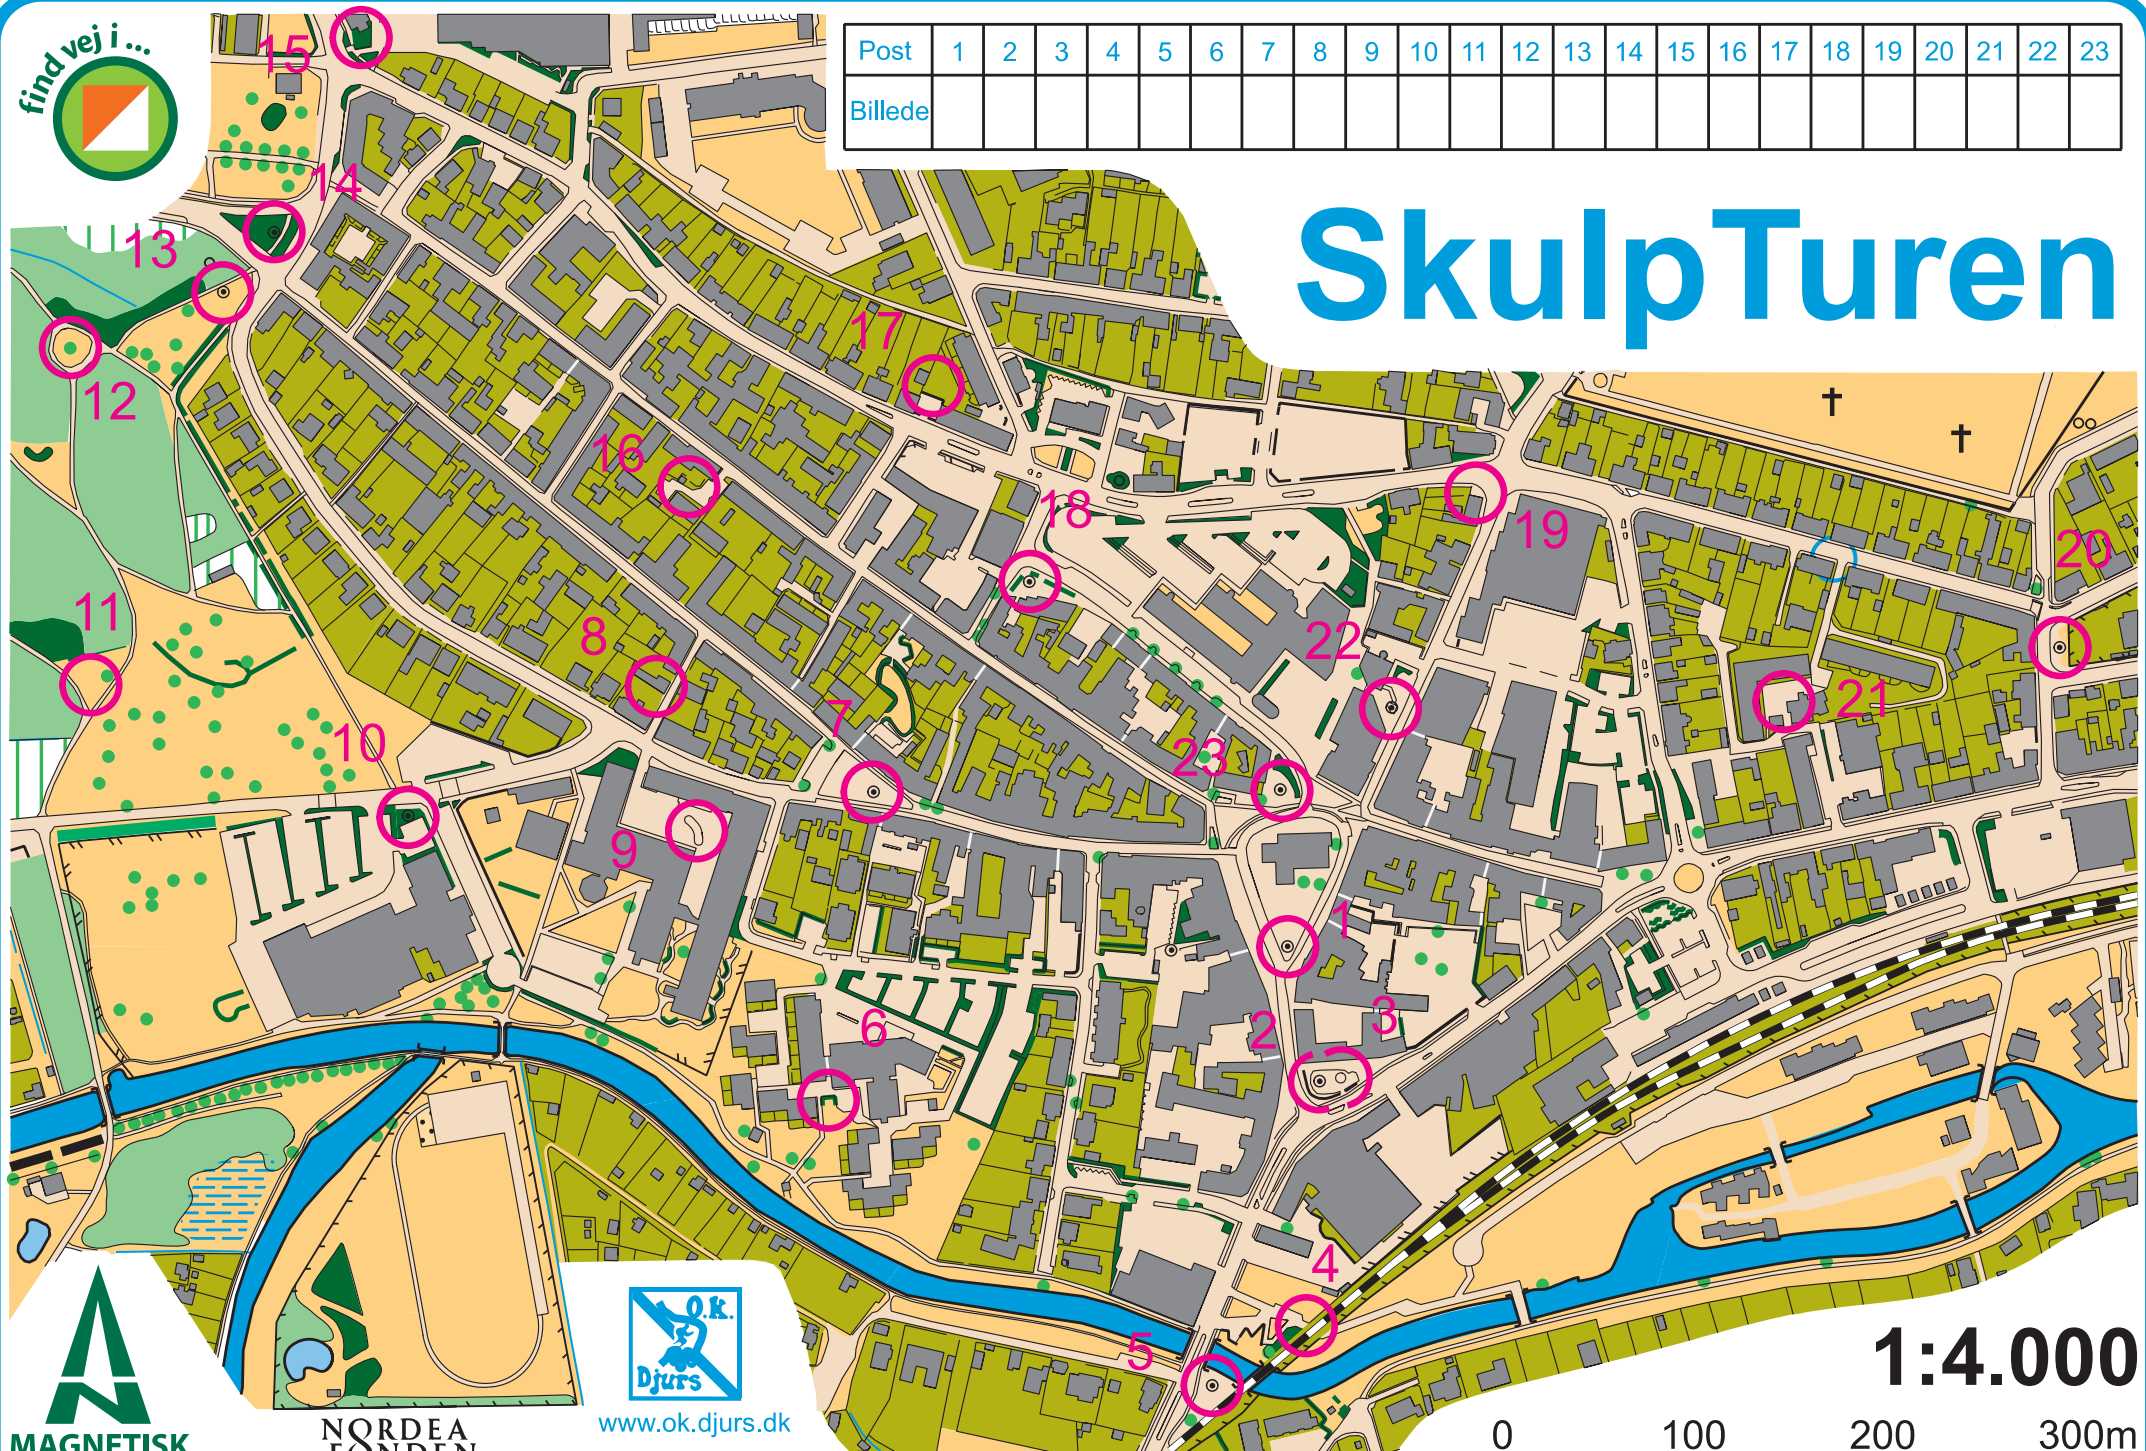 find vej i ...
Post 1 2 3 4 5 6 7 8 9 10 11 12 13 14 15 16 17 18 19 20 21 22 23
Billede
SkulpTuren
15
14
13
17
12
16
18
19
20
11
8
22
21
7
10
23
9
1
6
2
3
4
5
1:4.000
O.K.
Djurs
www.ok.djurs.dk
MAGNETISK
NORDEA
FONDEN
0 100 200 300m